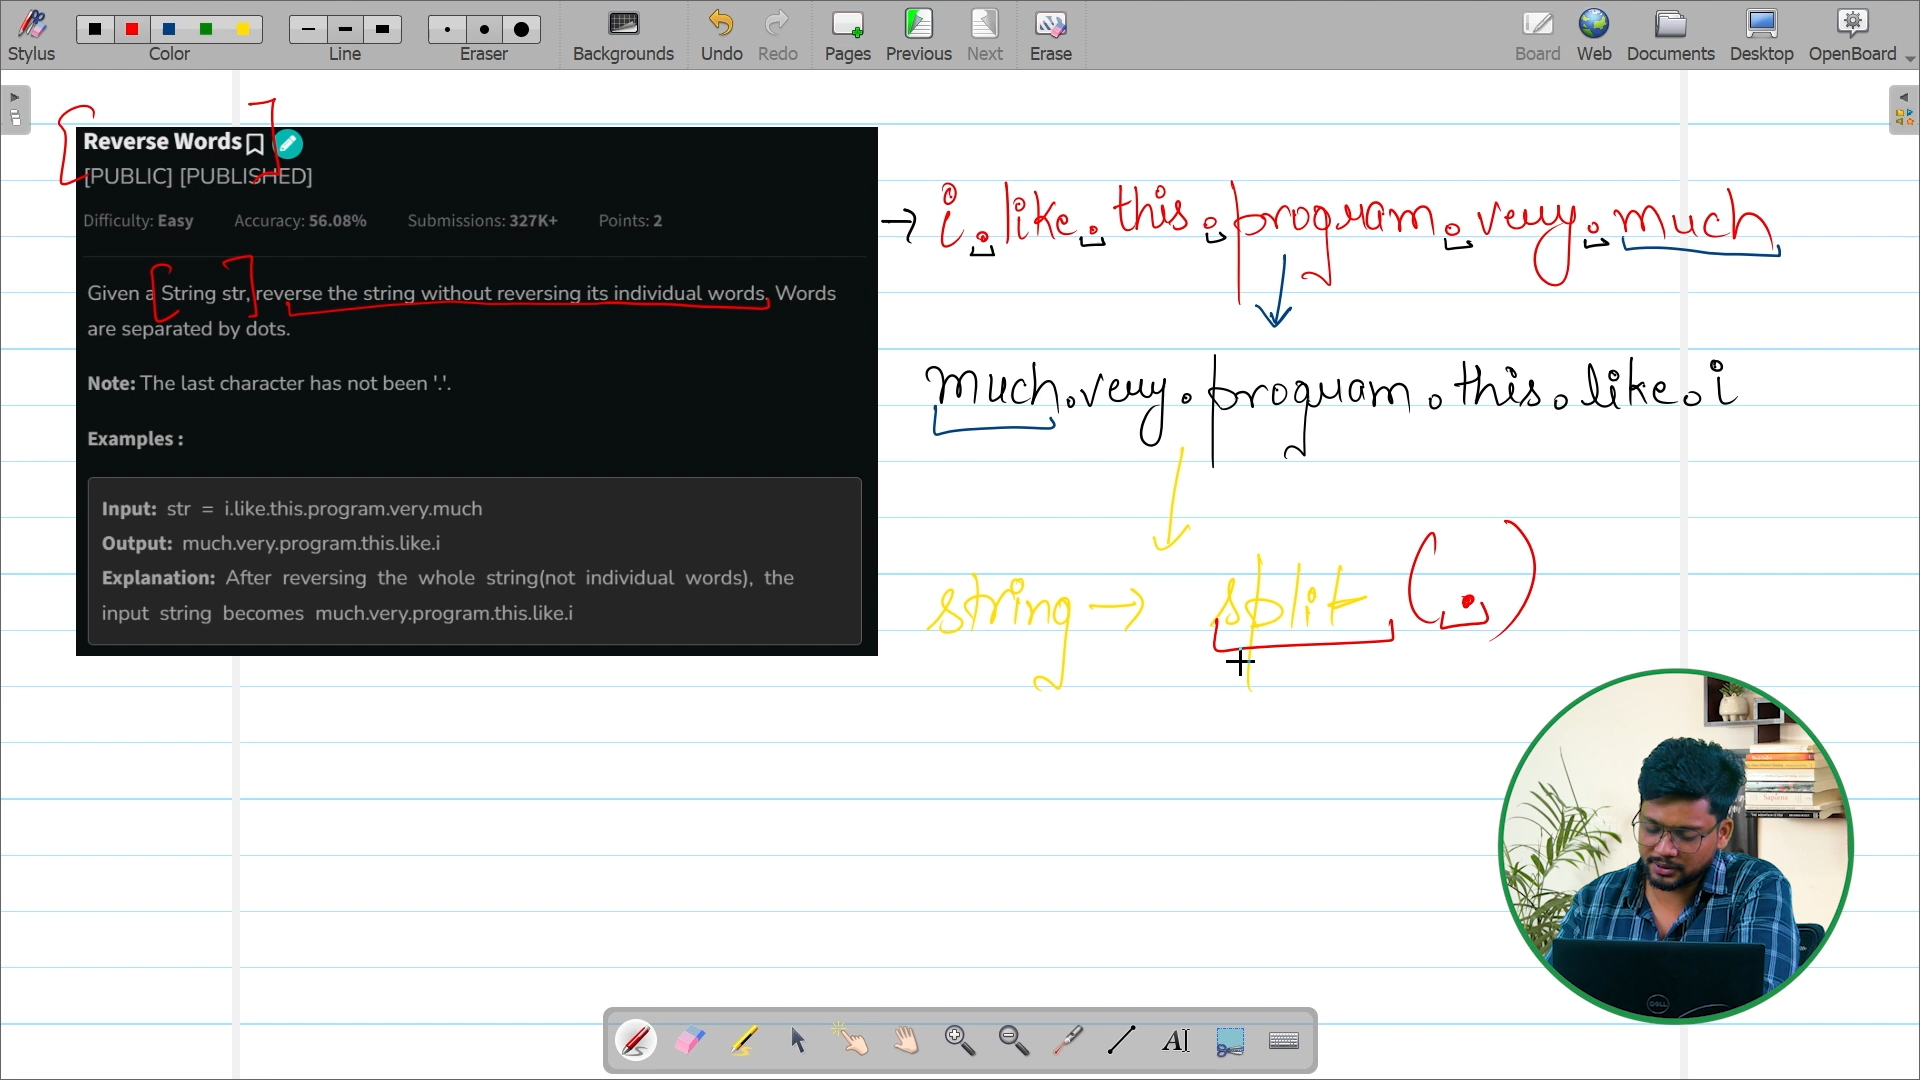 Stylus Color Line Eraser Backgrounds Undo Redo Pages Previous Next Erase Board Web Documents Desktop OpenBoard
Reverse Words
[PUBLIC] [PUBLISHED]
Difficulty: Easy Accuracy: 56.08% Submissions: 327K+ Points: 2
Given a String str, reverse the string without reversing its individual words. Words
are separated by dots.
Note: The last character has not been '.'.
Examples :
Input: str = i.like.this.program.very.much
Output: much.very.program.this.like.i
Explanation: After reversing the whole string(not individual words), the
input string becomes much.very.program.this.like.i
→ i.like.this.program.very.much
much.very.program.this.like.i
string → split (.)
Sapiens
DELL
AI